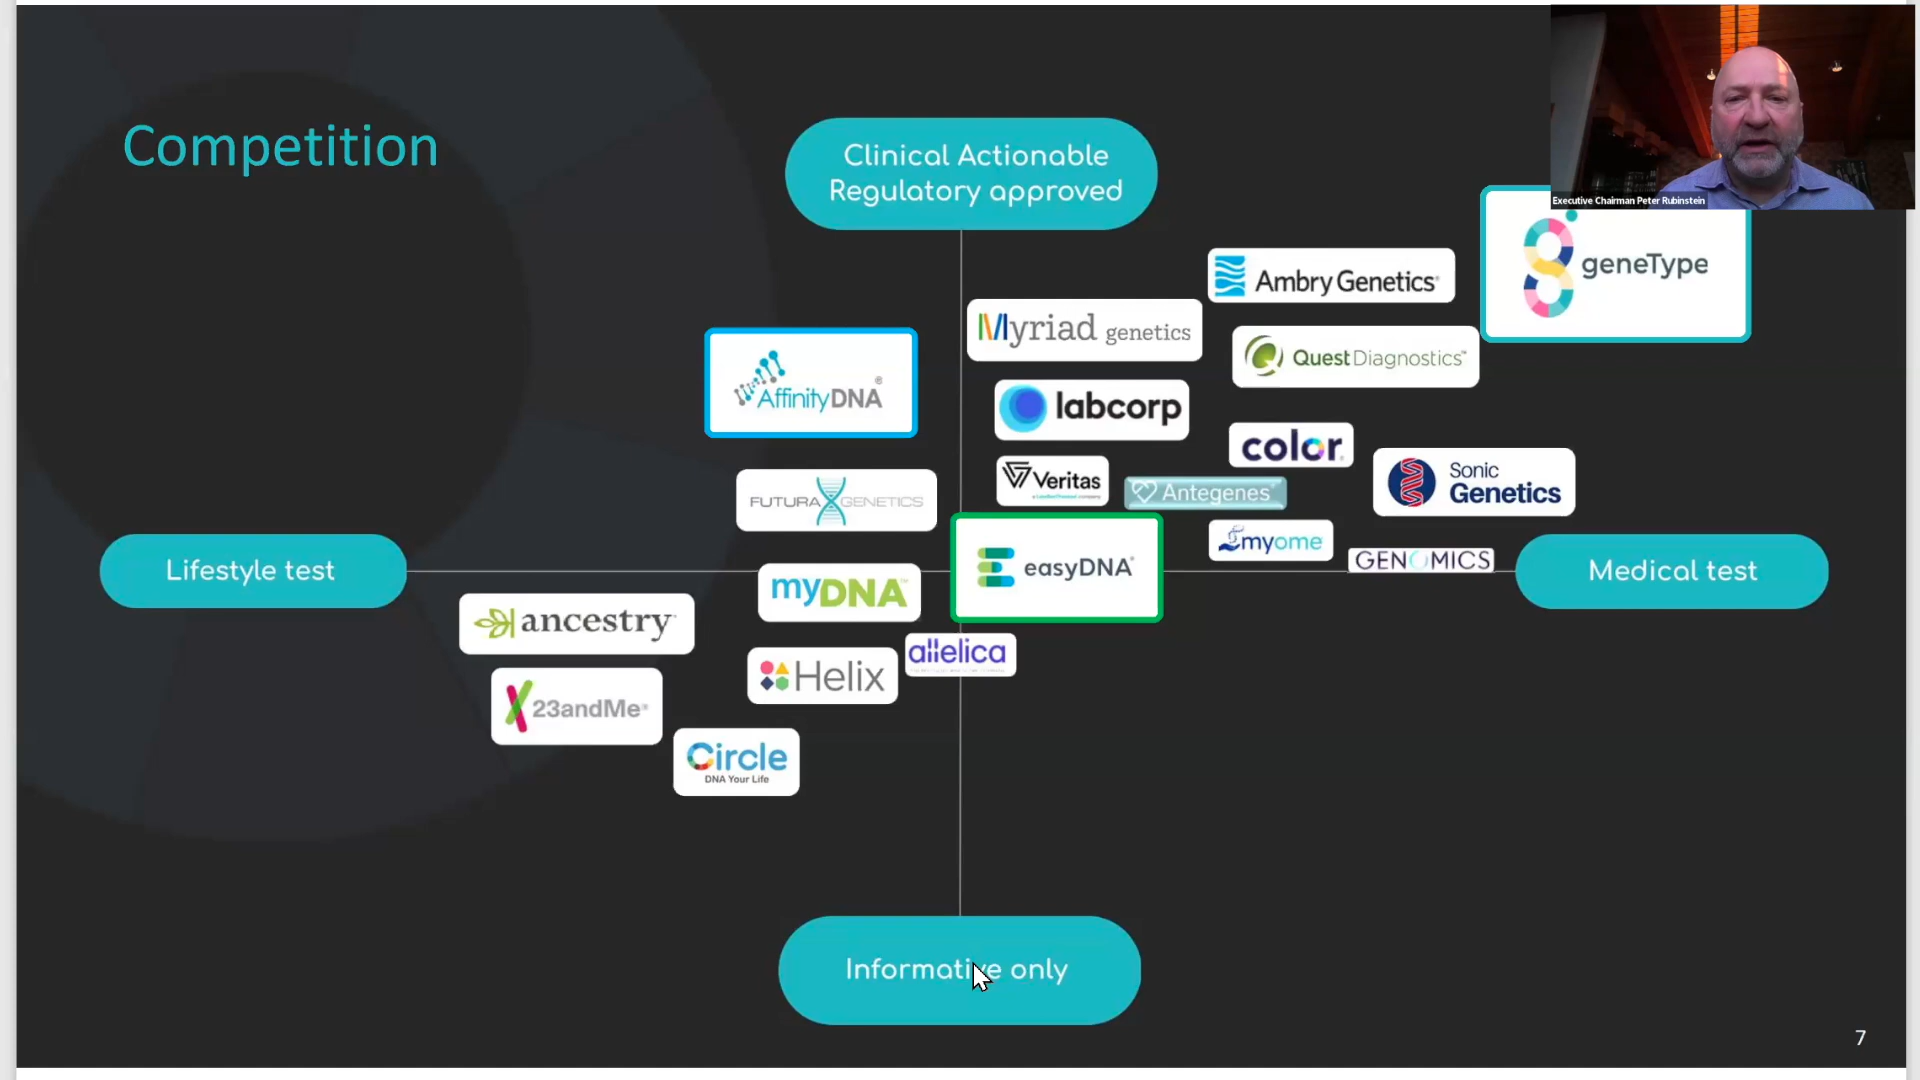 Competition
Clinical Actionable
Regulatory approved
Executive Chairman Peter Rubinstein
geneType
Ambry Genetics
Myriad genetics
Quest Diagnostics™
AffinityDNA®
labcorp
color
Sonic
Genetics
Veritas
Antegenes
FUTURA GENETICS
myome
GENOMICS
easyDNA®
Lifestyle test
Medical test
myDNA™
ancestry
allelica
Helix
23andMe®
Circle
DNA Your Life
Informative only
7